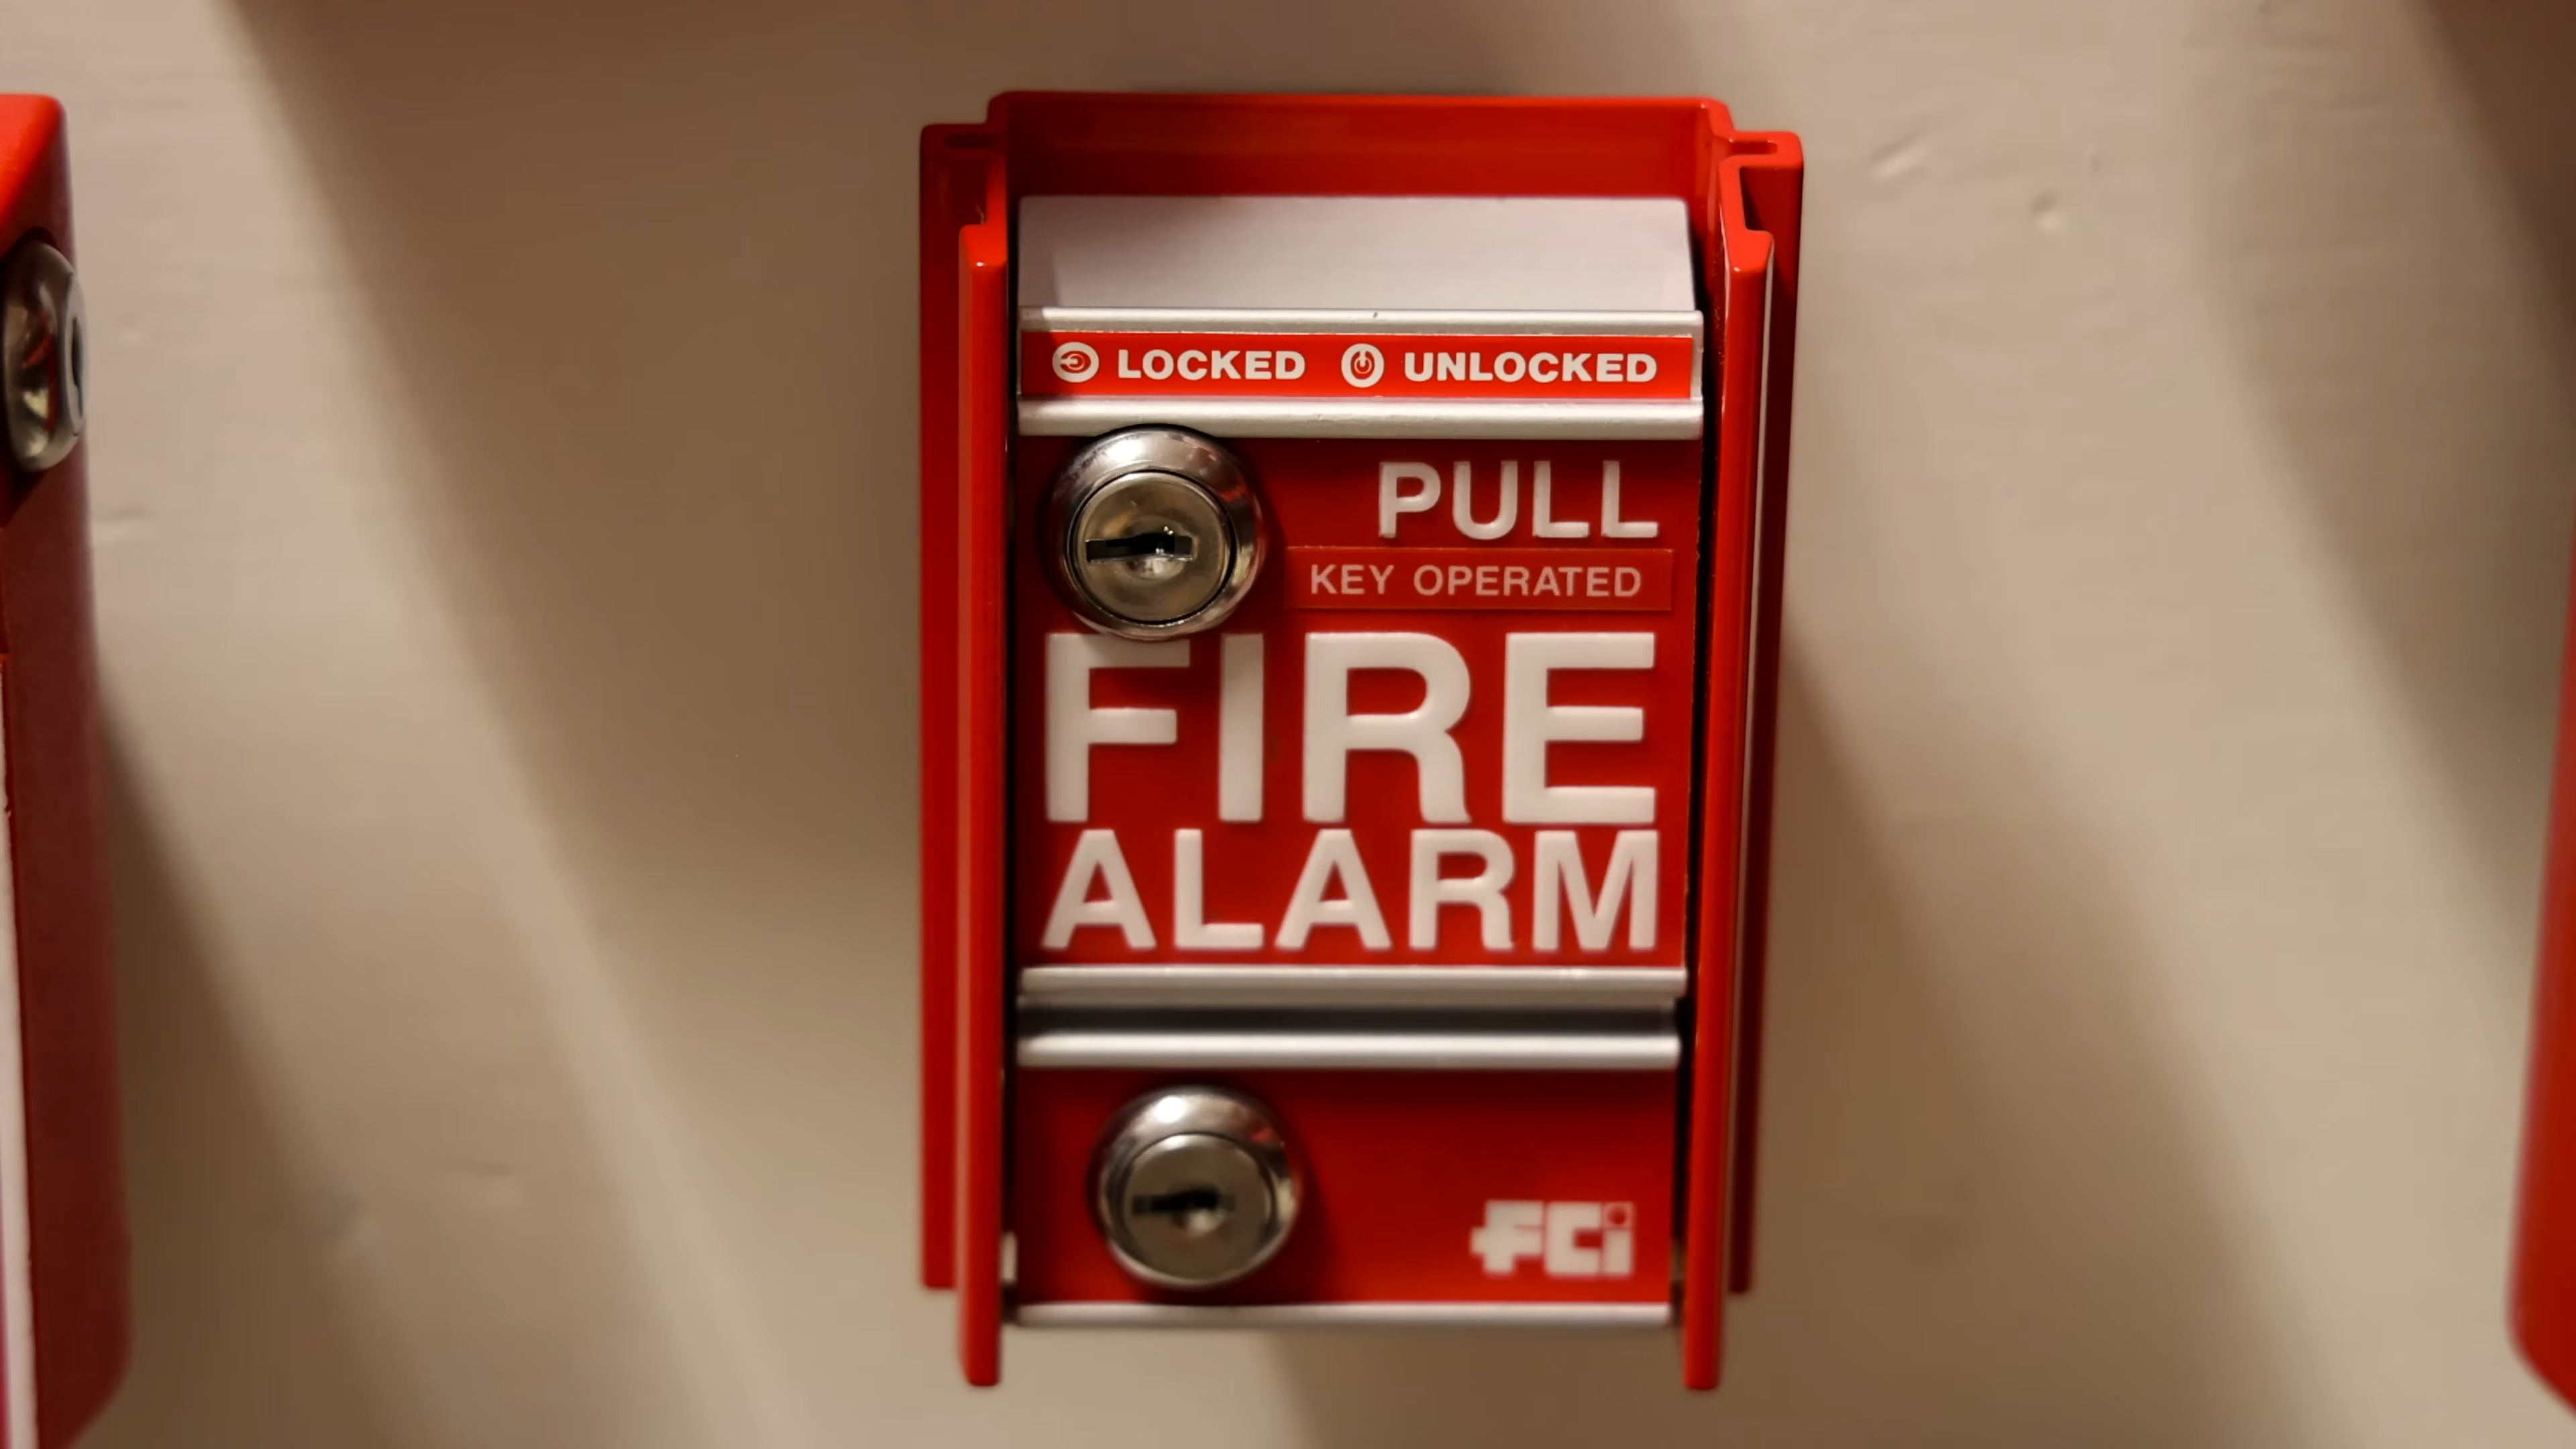 LOCKED UNLOCKED
PULL
KEY OPERATED
FIRE
ALARM
FCi